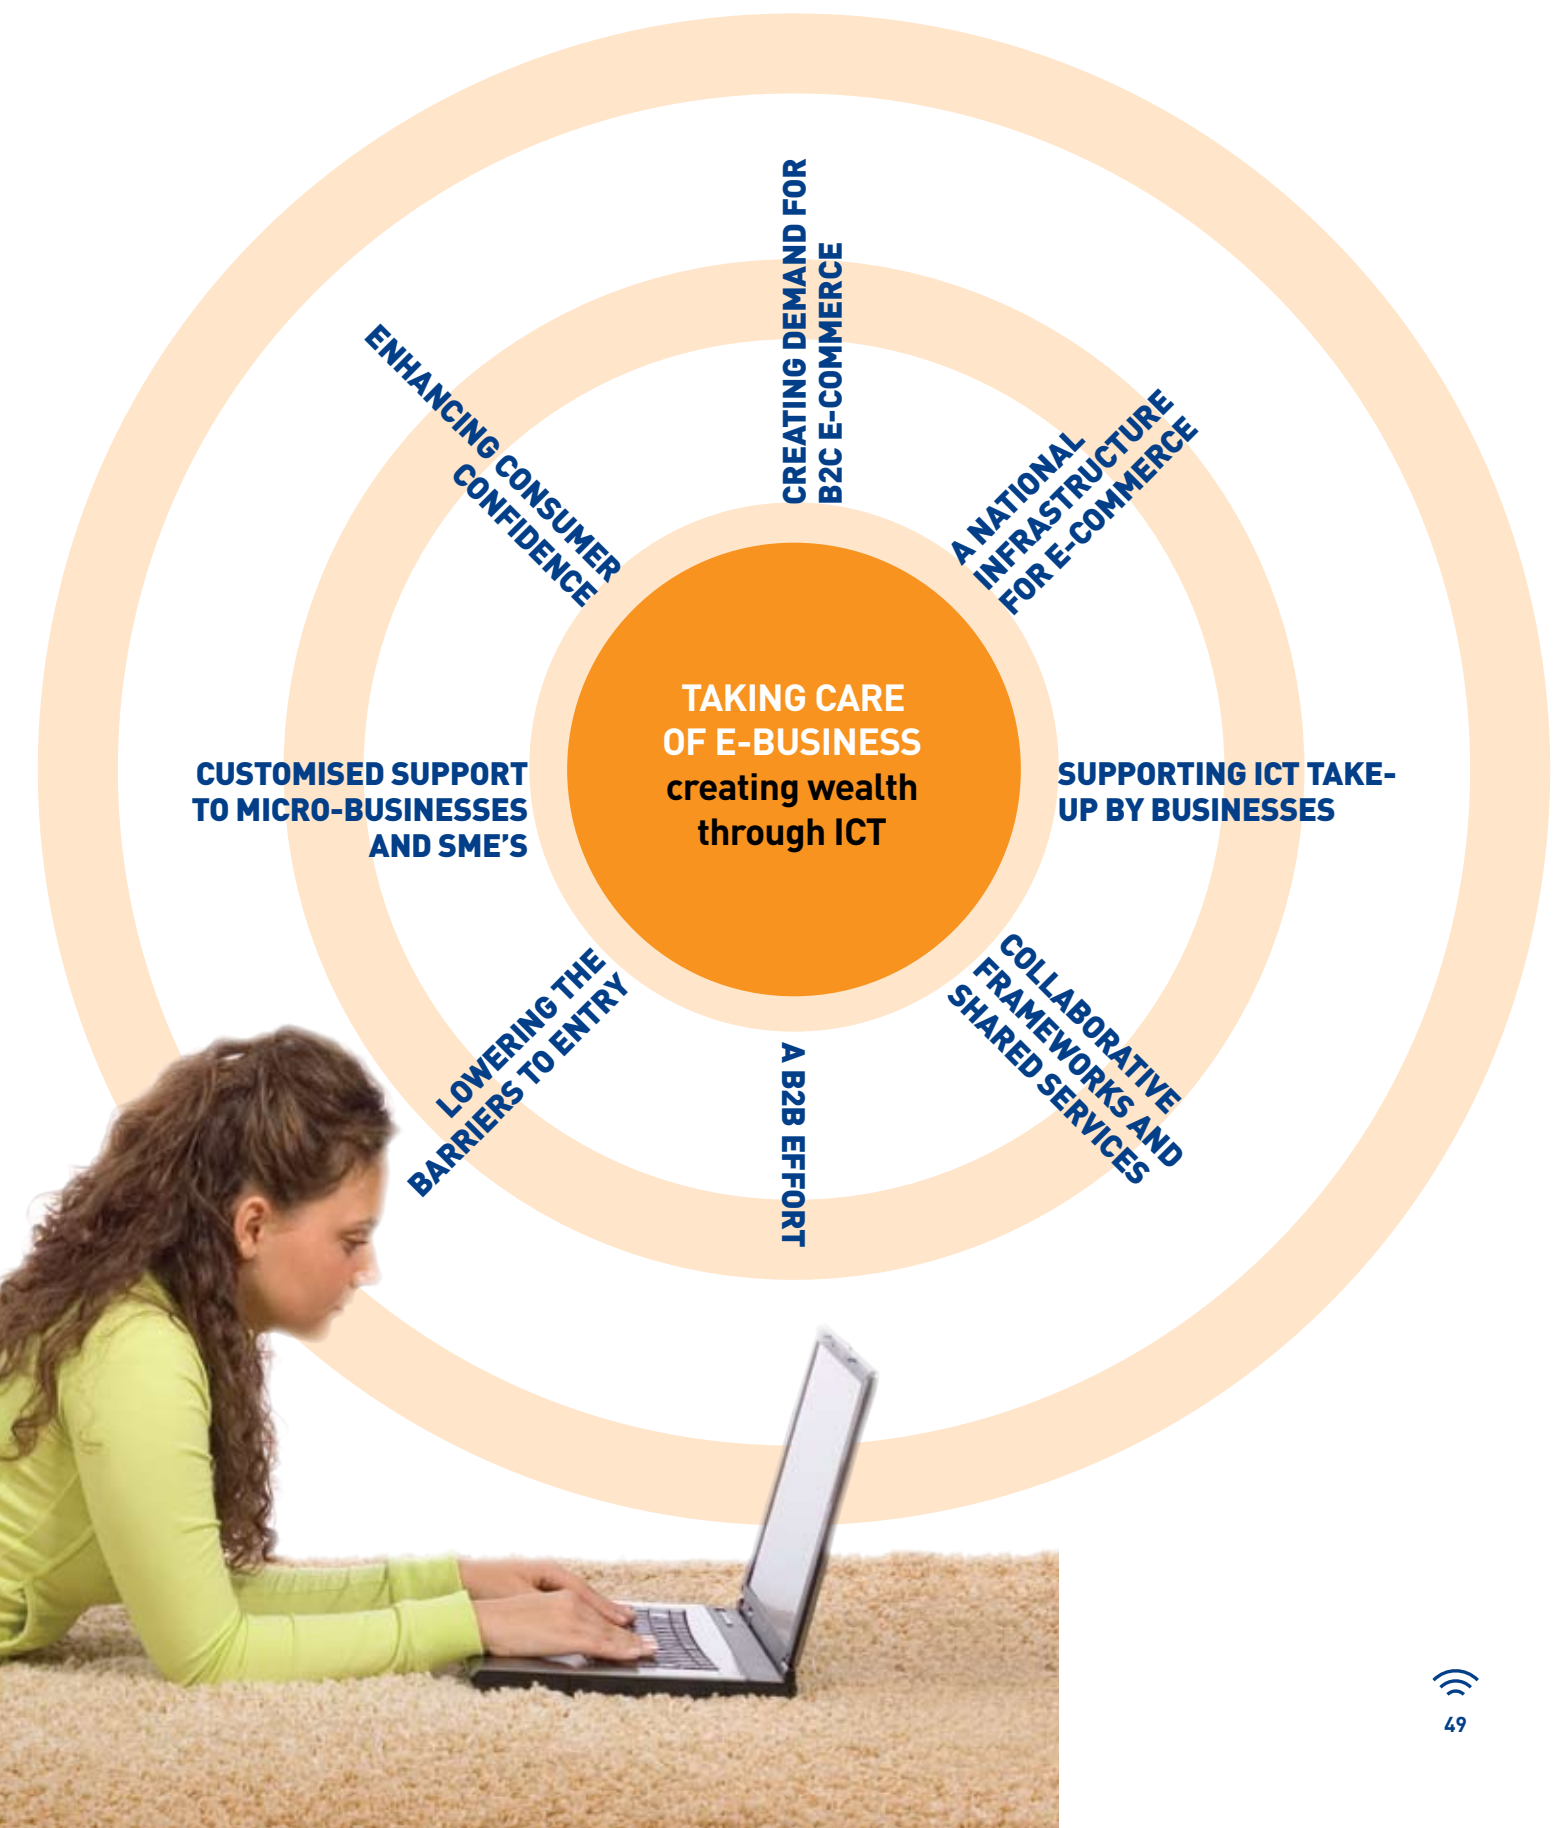 CREATING DEMAND FOR
B2C E-COMMERCE
A NATIONAL
INFRASTRUCTURE
FOR E-COMMERCE
SUPPORTING ICT TAKE-
UP BY BUSINESSES
COLLABORATIVE
FRAMEWORKS AND
SHARED SERVICES
A B2B EFFORT
LOWERING THE
BARRIERS TO ENTRY
CUSTOMISED SUPPORT
TO MICRO-BUSINESSES
AND SME'S
ENHANCING CONSUMER
CONFIDENCE
TAKING CARE
OF E-BUSINESS
creating wealth
through ICT
49